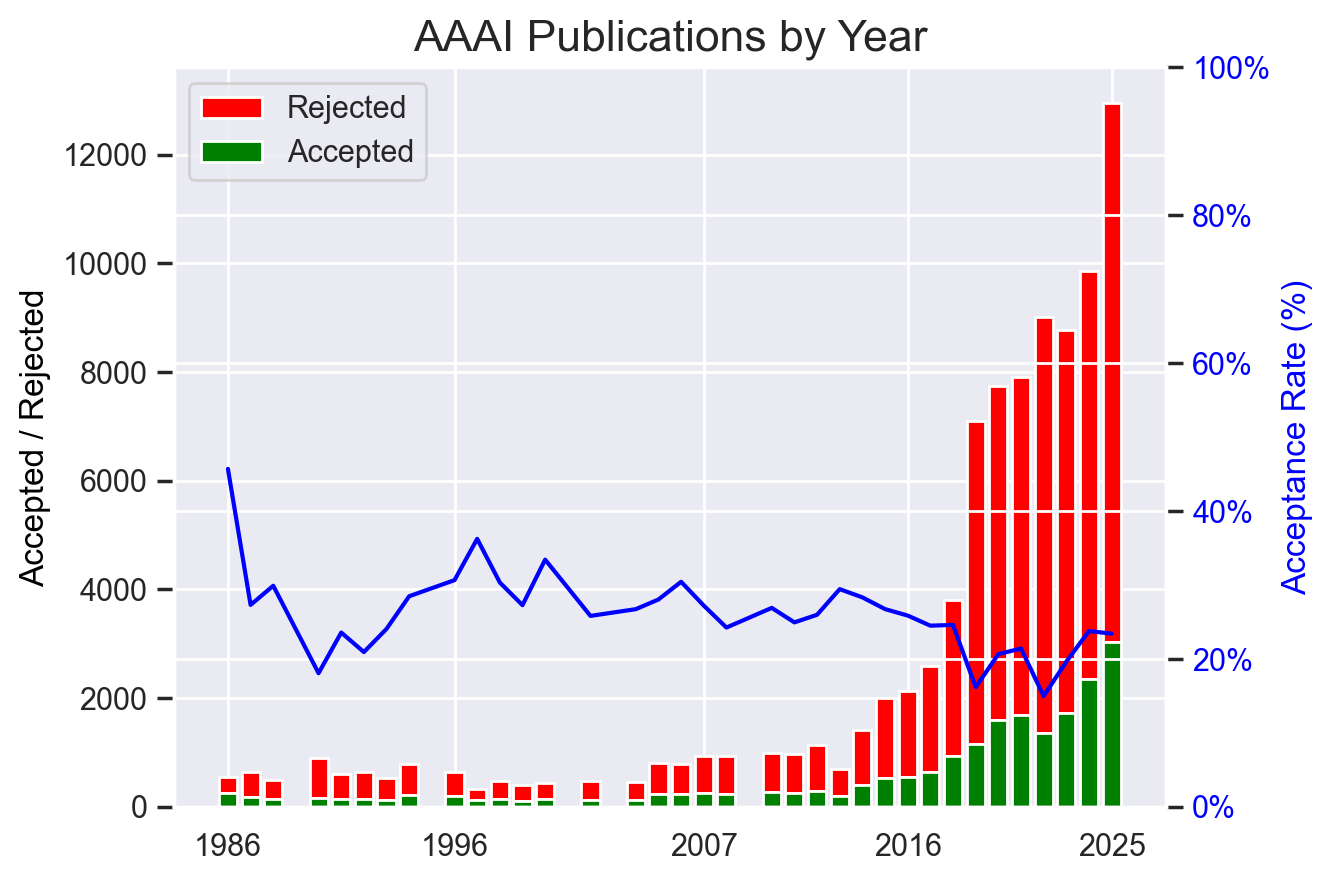 AAAI Publications by Year
Rejected
Accepted
Accepted / Rejected
12000
10000
8000
6000
4000
2000
0
100%
80%
60%
40%
20%
0%
Acceptance Rate (%)
1986 1996 2007 2016 2025